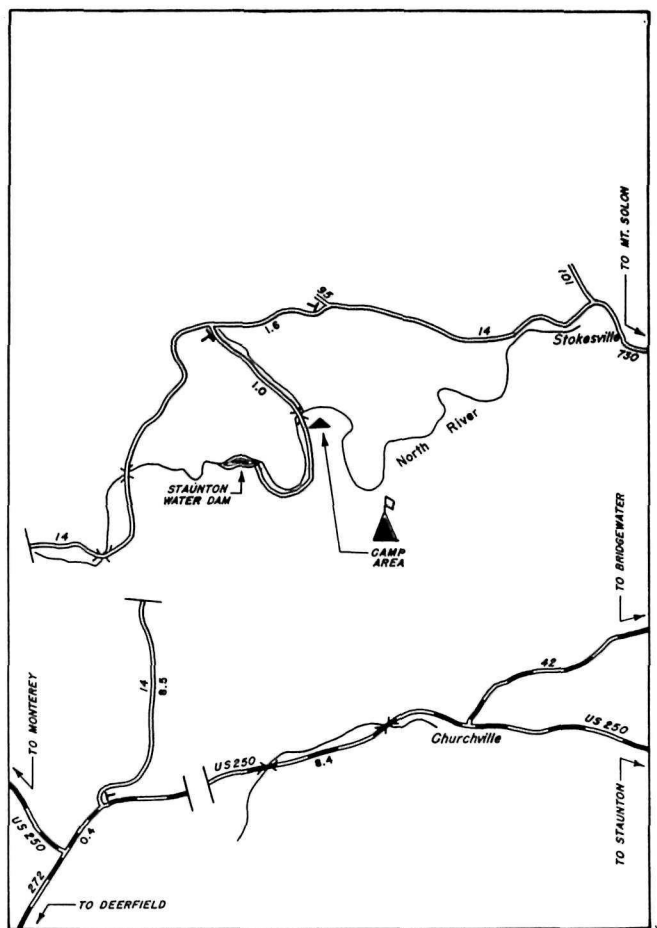 TO MT. SOLON
101
95
1.6
14
Stokesville
730
1.0
North River
STAUNTON
WATER DAM
14
CAMP
AREA
TO BRIDGEWATER
14
8.5
42
TO MONTEREY
US 250
Churchville
US 250
8.4
US 250
0.4
TO STAUNTON
272
TO DEERFIELD